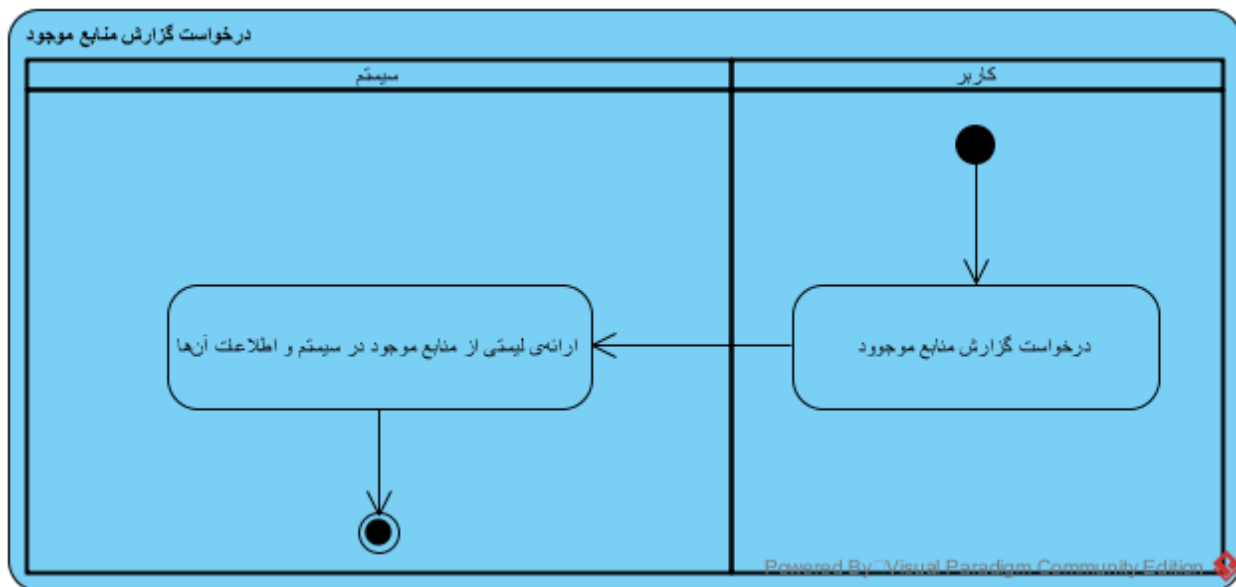 درخواست گزارش منابع موجود
کاربر
سیستم
درخواست گزارش منابع موجوود
ارائه‌ی لیستی از منابع موجود در سیستم و اطلاعات آن‌ها
Powered By Visual Paradigm Community Edition